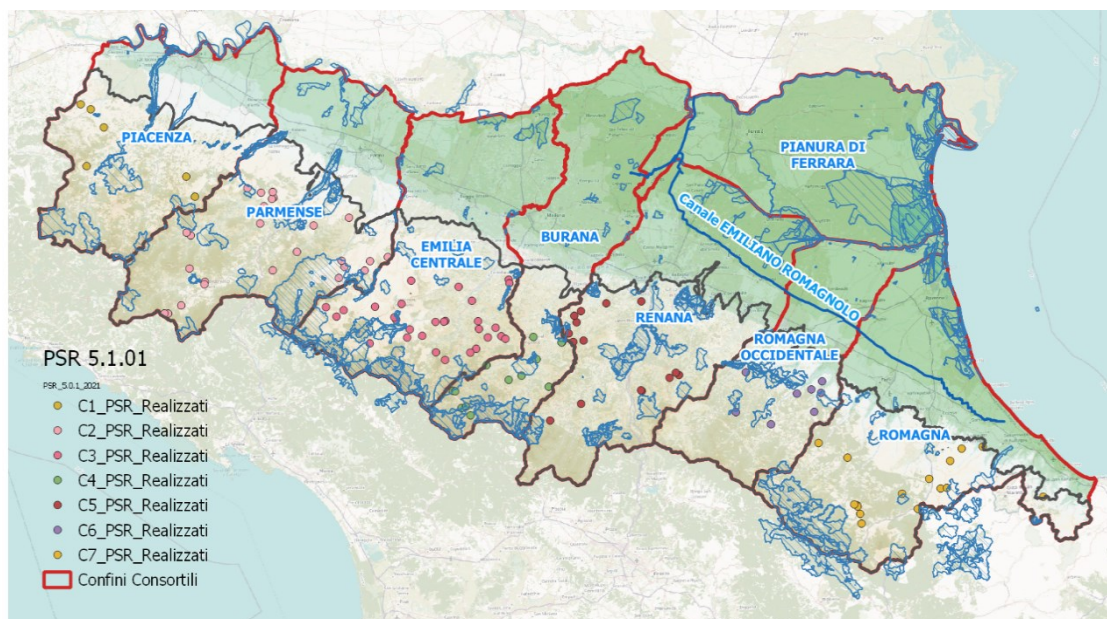 PIACENZA
PARMENSE
EMILIA
CENTRALE
BURANA
PIANURA DI
FERRARA
Canale EMILIANO ROMAGNOLO
RENANA
ROMAGNA
OCCIDENTALE
ROMAGNA
PSR 5.1.01
PSR_5.0.1_2021
C1_PSR_Realizzati
C2_PSR_Realizzati
C3_PSR_Realizzati
C4_PSR_Realizzati
C5_PSR_Realizzati
C6_PSR_Realizzati
C7_PSR_Realizzati
Confini Consortili